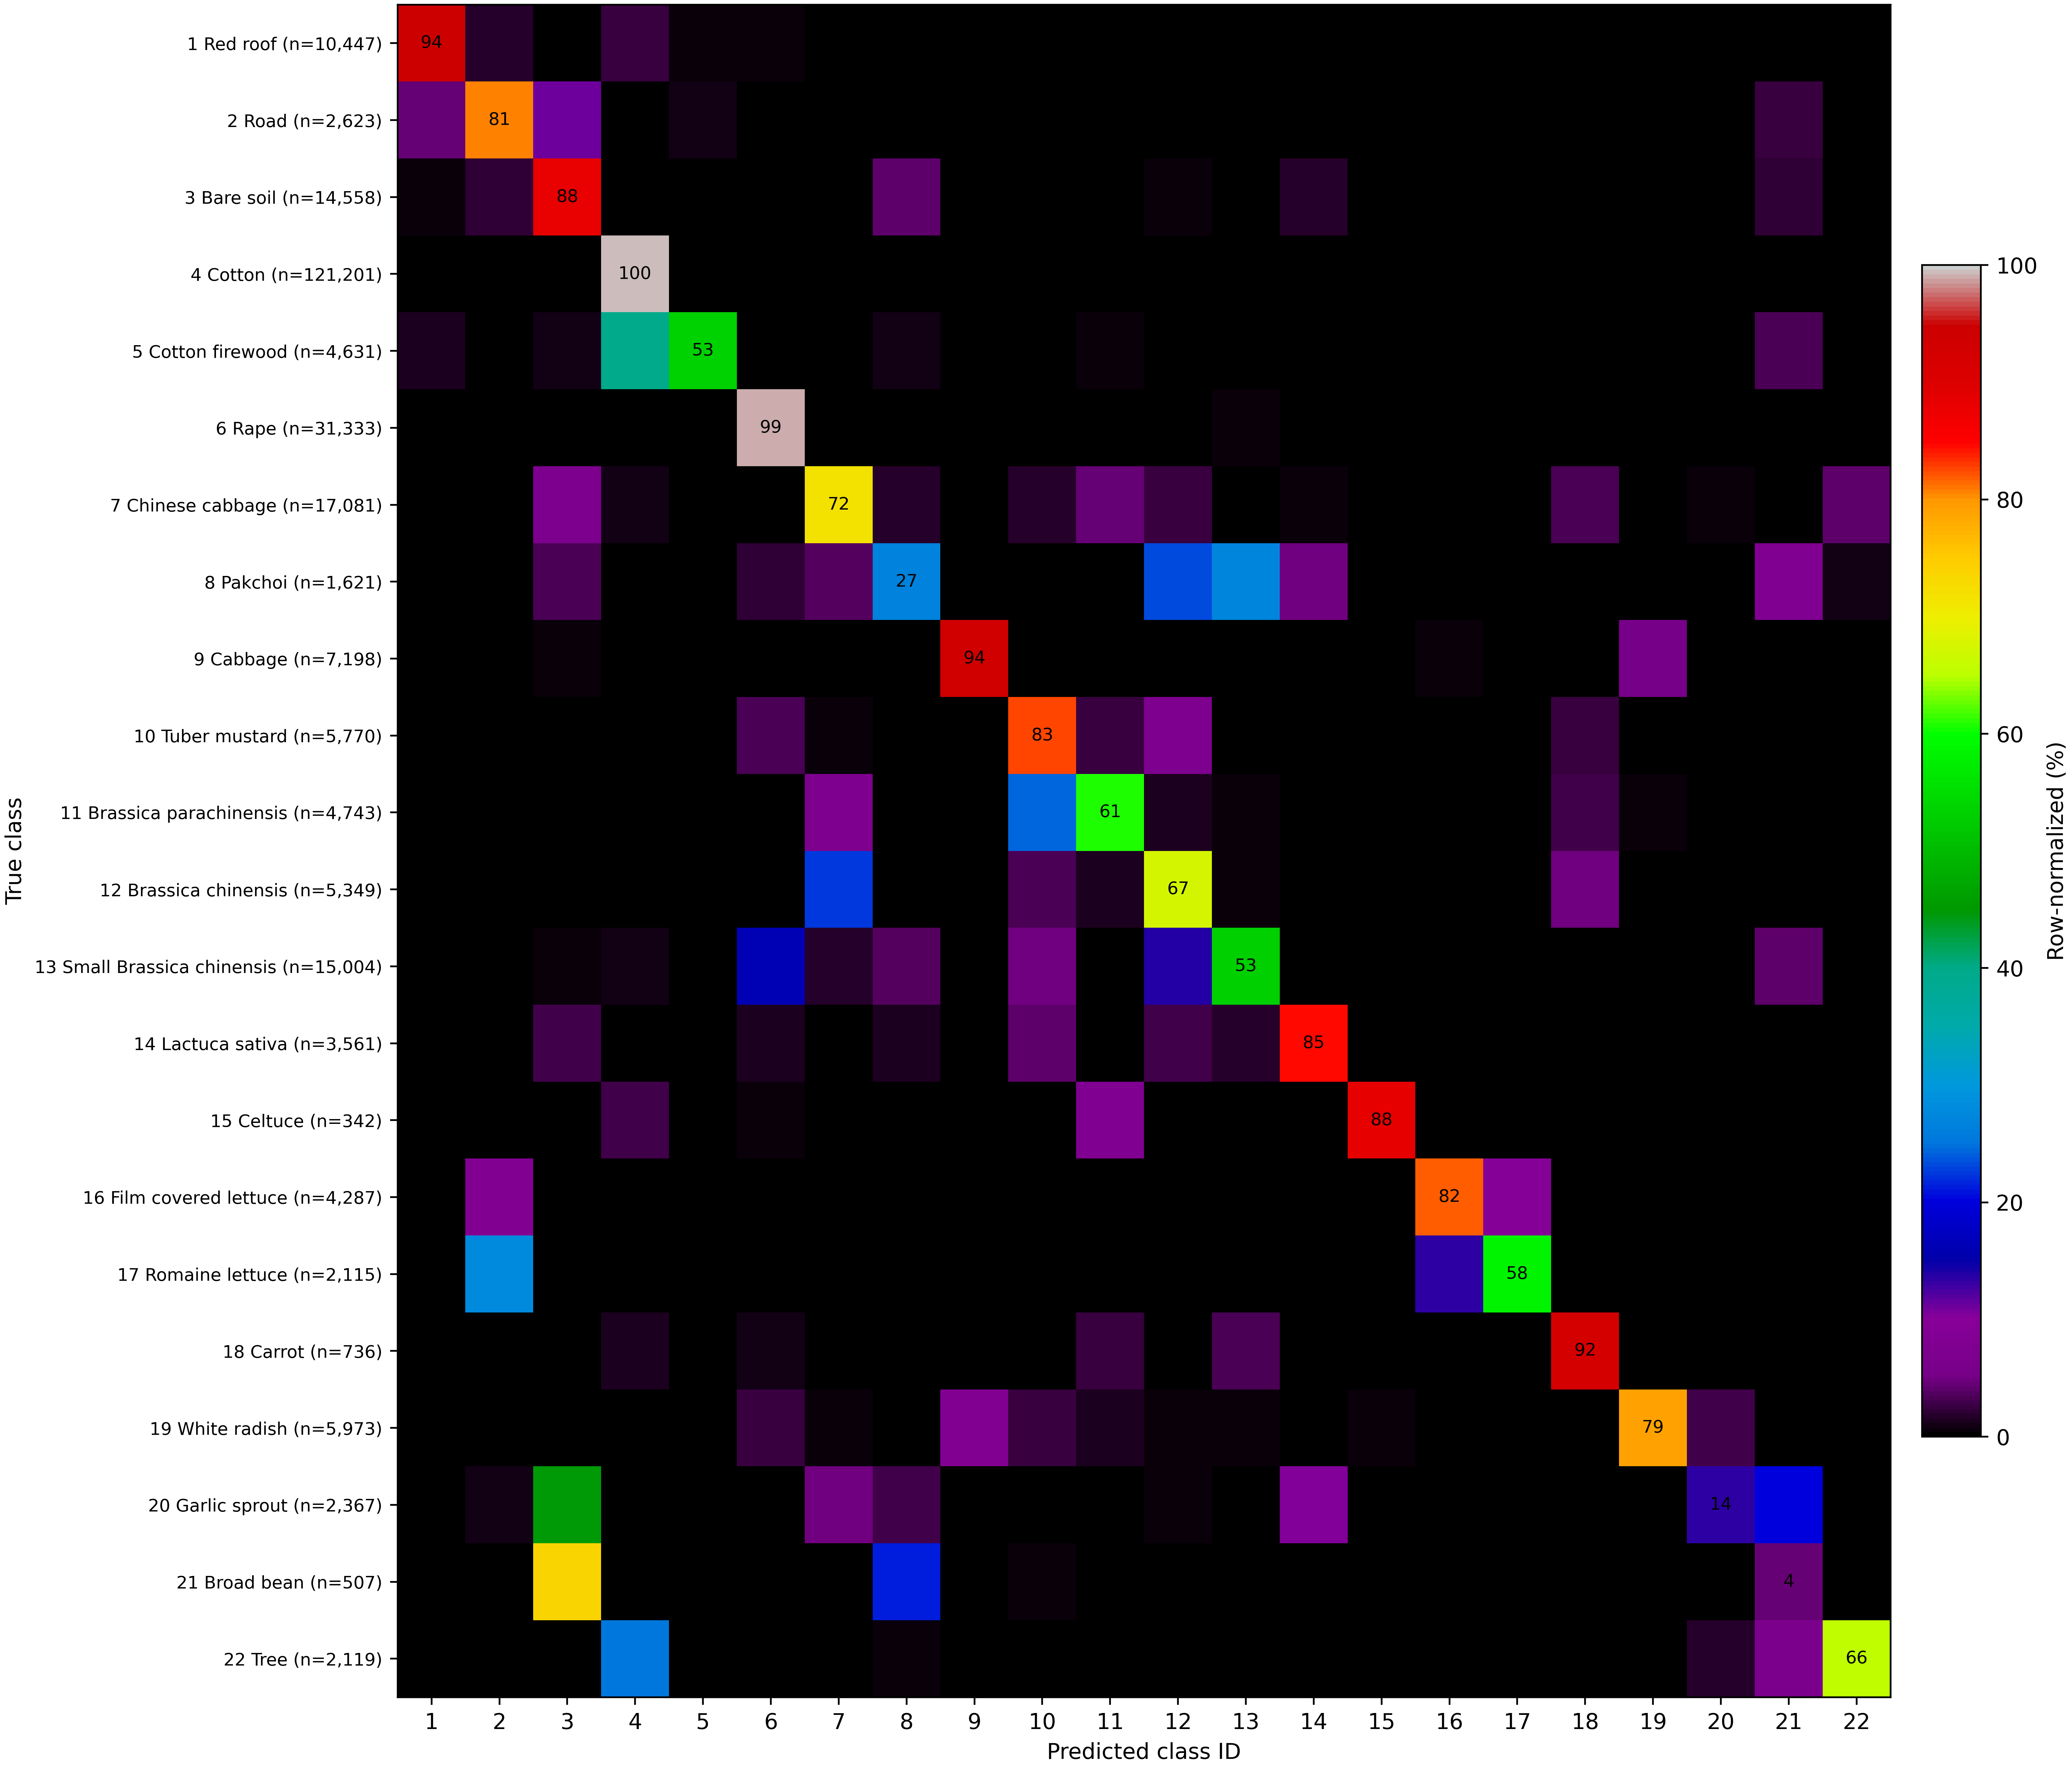 True class
1 Red roof (n=10,447)
2 Road (n=2,623)
3 Bare soil (n=14,558)
4 Cotton (n=121,201)
5 Cotton firewood (n=4,631)
6 Rape (n=31,333)
7 Chinese cabbage (n=17,081)
8 Pakchoi (n=1,621)
9 Cabbage (n=7,198)
10 Tuber mustard (n=5,770)
11 Brassica parachinensis (n=4,743)
12 Brassica chinensis (n=5,349)
13 Small Brassica chinensis (n=15,004)
14 Lactuca sativa (n=3,561)
15 Celtuce (n=342)
16 Film covered lettuce (n=4,287)
17 Romaine lettuce (n=2,115)
18 Carrot (n=736)
19 White radish (n=5,973)
20 Garlic sprout (n=2,367)
21 Broad bean (n=507)
22 Tree (n=2,119)
94
81
88
100
53
99
72
27
94
83
61
67
53
85
88
82
58
92
79
14
4
66
1 2 3 4 5 6 7 8 9 10 11 12 13 14 15 16 17 18 19 20 21 22
Predicted class ID
100
80
60
40
20
0
Row-normalized (%)